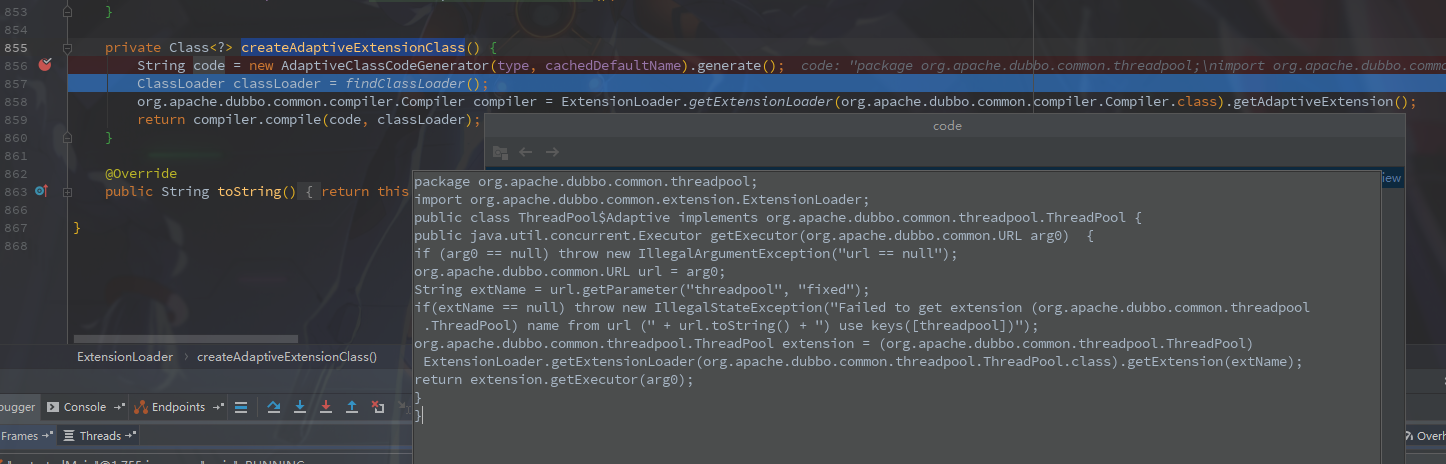 853 }
854
855 private Class<?> createAdaptiveExtensionClass() {
856 String code = new AdaptiveClassCodeGenerator(type, cachedDefaultName).generate(); code: "package org.apache.dubbo.common.threadpool;\nimport org.apache.dubbo.commo
857 ClassLoader classLoader = findClassLoader();
858 org.apache.dubbo.common.compiler.Compiler compiler = ExtensionLoader.getExtensionLoader(org.apache.dubbo.common.compiler.Compiler.class).getAdaptiveExtension();
859 return compiler.compile(code, classLoader);
860 }
code
861
862 @Override
863 public String toString() { return this
iew
866
867 }
868
package org.apache.dubbo.common.threadpool;
import org.apache.dubbo.common.extension.ExtensionLoader;
public class ThreadPool$Adaptive implements org.apache.dubbo.common.threadpool.ThreadPool {
public java.util.concurrent.Executor getExecutor(org.apache.dubbo.common.URL arg0)  {
if (arg0 == null) throw new IllegalArgumentException("url == null");
org.apache.dubbo.common.URL url = arg0;
String extName = url.getParameter("threadpool", "fixed");
if(extName == null) throw new IllegalStateException("Failed to get extension (org.apache.dubbo.common.threadpool
.ThreadPool) name from url (" + url.toString() + ") use keys([threadpool])");
org.apache.dubbo.common.threadpool.ThreadPool extension = (org.apache.dubbo.common.threadpool.ThreadPool)
ExtensionLoader.getExtensionLoader(org.apache.dubbo.common.threadpool.ThreadPool.class).getExtension(extName);
return extension.getExecutor(arg0);
}
}
ExtensionLoader createAdaptiveExtensionClass()
bugger Console Endpoints
Frames Threads Overh